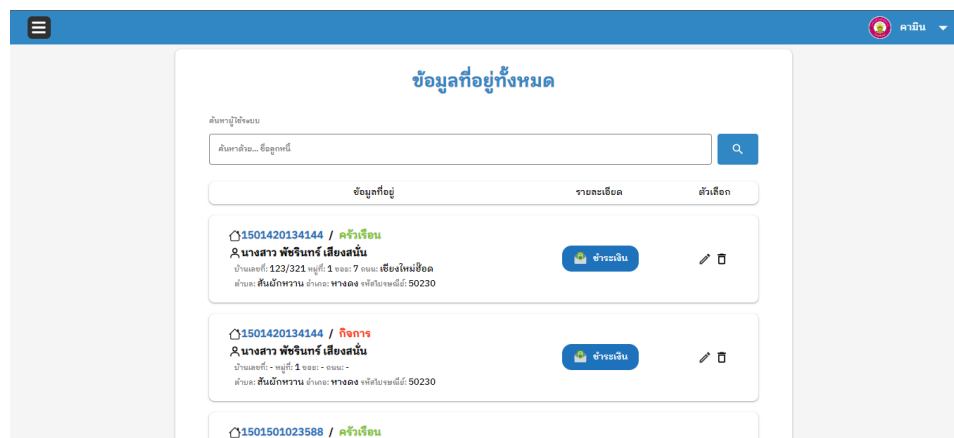 คามิน
ข้อมูลที่อยู่ทั้งหมด
ค้นหาผู้ใช้ระบบ
ค้นหาด้วย... ชื่อลูกหนี้
ข้อมูลที่อยู่ รายละเอียด ตัวเลือก
1501420134144 / ครัวเรือน
นางสาว พัชรินทร์ เสียงสนั่น
บ้านเลขที่: 123/321 หมู่ที่: 1 ซอย: 7 ถนน: เชียงใหม่ฮ็อด
ตำบล: สันผักหวาน อำเภอ: หางดง รหัสไปรษณีย์: 50230
ชำระเงิน
1501420134144 / กิจการ
นางสาว พัชรินทร์ เสียงสนั่น
บ้านเลขที่: - หมู่ที่: 1 ซอย: - ถนน: -
ตำบล: สันผักหวาน อำเภอ: หางดง รหัสไปรษณีย์: 50230
ชำระเงิน
1501501023588 / ครัวเรือน